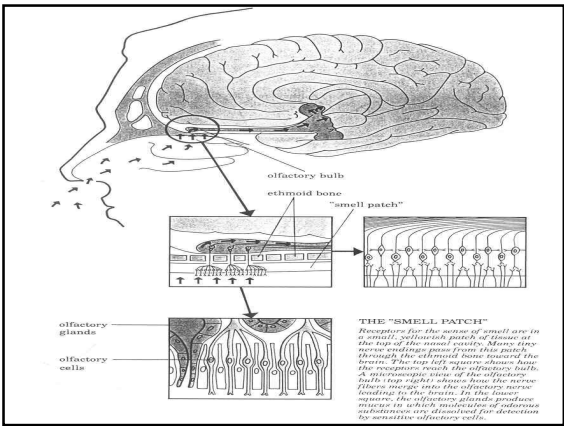 olfactory bulb
ethmoid bone
"smell patch"
olfactory
glands
olfactory
cells
THE "SMELL PATCH"
Receptors for the sense of smell are in
a small, yellowish patch of tissue at
the top of the nasal cavity. Many tiny
nerve endings pass from this patch
through the ethmoid bone toward the
brain. The top left square shows how
the receptors reach the olfactory bulb.
A microscopic view of the olfactory
bulb (top right) shows how the nerve
fibers merge into the olfactory nerve
leading to the brain. In the lower
square, the olfactory glands produce
mucus in which molecules of odorous
substances are dissolved for detection
by sensitive olfactory cells.